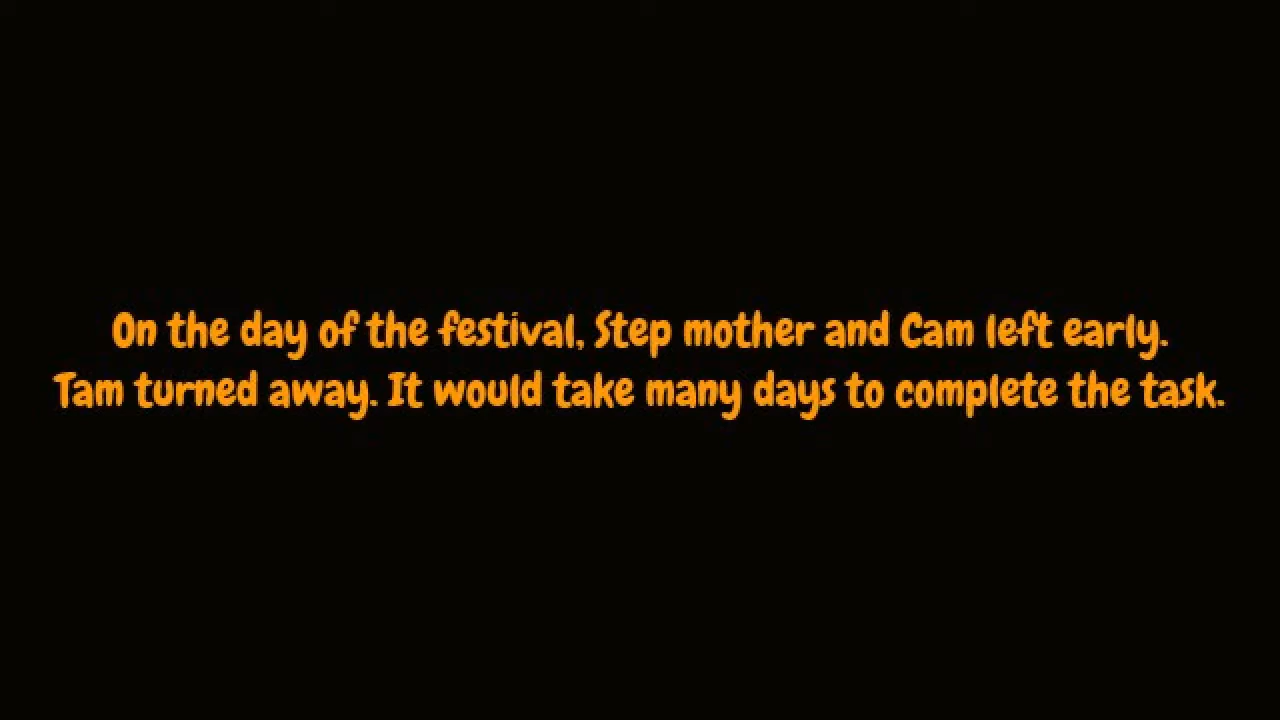 On the day of the festival, Step mother and Cam left early.
Tam turned away. It would take many days to complete the task.